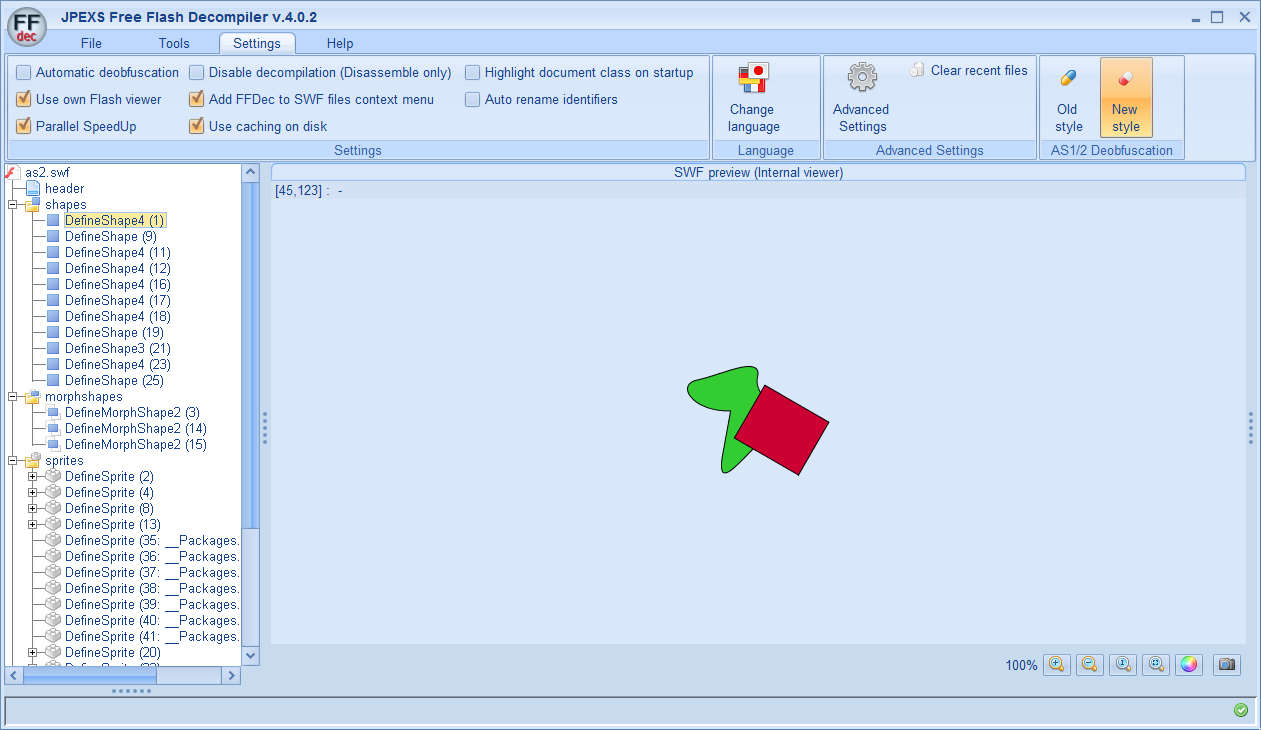 FF
dec
JPEXS Free Flash Decompiler v.4.0.2
File Tools Settings Help
Automatic deobfuscation
Disable decompilation (Disassemble only)
Highlight document class on startup
Use own Flash viewer
Add FFDec to SWF files context menu
Auto rename identifiers
Parallel SpeedUp
Use caching on disk
Settings
Change
language
Language
Advanced
Settings
Clear recent files
Advanced Settings
Old
style
New
style
AS1/2 Deobfuscation
as2.swf
header
shapes
DefineShape4 (1)
DefineShape (9)
DefineShape4 (11)
DefineShape4 (12)
DefineShape4 (16)
DefineShape4 (17)
DefineShape4 (18)
DefineShape (19)
DefineShape3 (21)
DefineShape4 (23)
DefineShape (25)
morphshapes
DefineMorphShape2 (3)
DefineMorphShape2 (14)
DefineMorphShape2 (15)
sprites
DefineSprite (2)
DefineSprite (4)
DefineSprite (8)
DefineSprite (13)
DefineSprite (35: __Packages.
DefineSprite (36: __Packages.
DefineSprite (37: __Packages.
DefineSprite (38: __Packages.
DefineSprite (39: __Packages.
DefineSprite (40: __Packages.
DefineSprite (41: __Packages.
DefineSprite (20)
SWF preview (Internal viewer)
[45,123] : -
100%